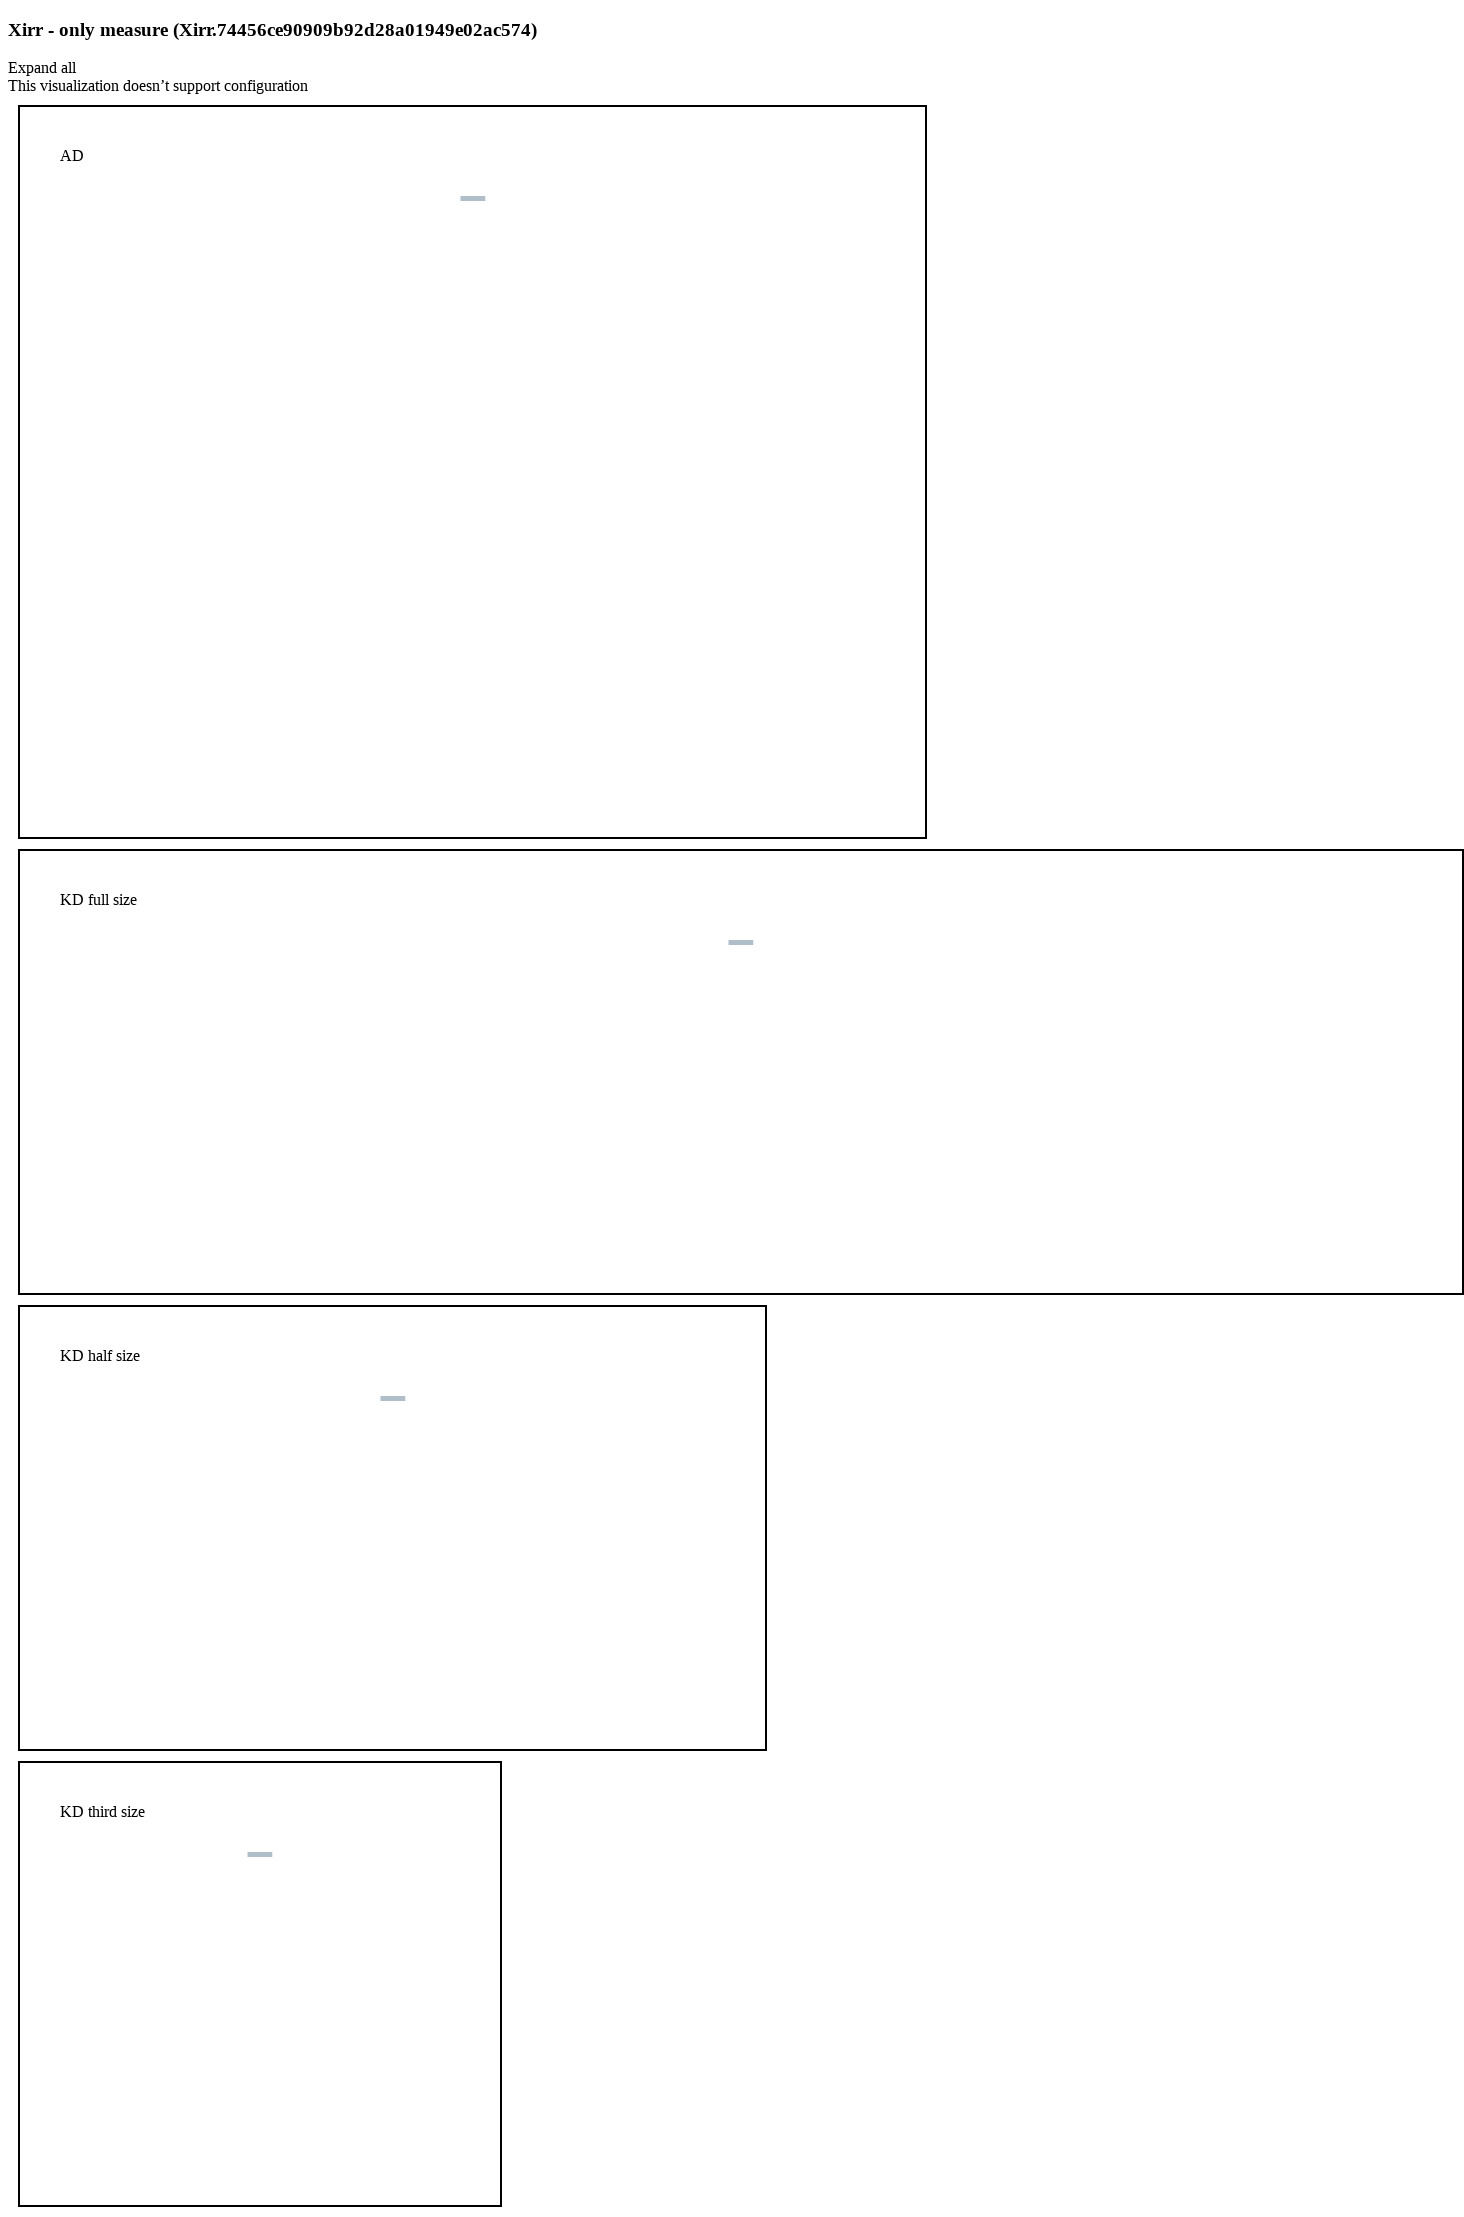 Xirr - only measure (Xirr.74456ce90909b92d28a01949e02ac574)
Expand all
This visualization doesn’t support configuration
AD
–
KD full size
–
KD half size
–
KD third size
–